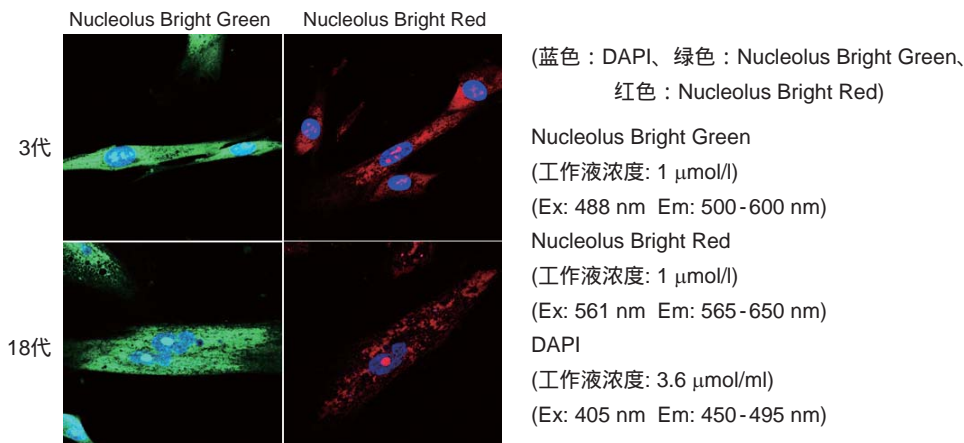 Nucleolus Bright Green
Nucleolus Bright Red
3代
18代
(蓝色：DAPI、绿色：Nucleolus Bright Green、
红色：Nucleolus Bright Red)
Nucleolus Bright Green
(工作液浓度: 1 μmol/l)
(Ex: 488 nm Em: 500-600 nm)
Nucleolus Bright Red
(工作液浓度: 1 μmol/l)
(Ex: 561 nm Em: 565-650 nm)
DAPI
(工作液浓度: 3.6 μmol/ml)
(Ex: 405 nm Em: 450-495 nm)